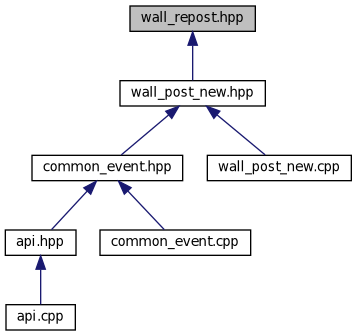 wall_repost.hpp
wall_post_new.hpp
common_event.hpp
wall_post_new.cpp
api.hpp
common_event.cpp
api.cpp